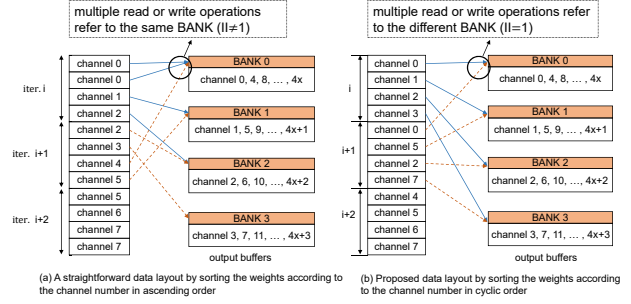 multiple read or write operations
refer to the same BANK (II≠1)
channel 0
channel 0
channel 1
channel 2
channel 2
channel 3
channel 4
channel 5
channel 5
channel 6
channel 7
channel 7
iter. i
iter. i+1
iter. i+2
BANK 0
channel 0, 4, 8, … , 4x
BANK 1
channel 1, 5, 9, … , 4x+1
BANK 2
channel 2, 6, 10, …, 4x+2
BANK 3
channel 3, 7, 11, … , 4x+3
output buffers
(a) A straightforward data layout by sorting the weights according to
the channel number in ascending order
multiple read or write operations refer
to the different BANK (II=1)
channel 0
channel 1
channel 2
channel 3
channel 0
channel 5
channel 2
channel 7
channel 4
channel 5
channel 6
channel 7
i
i+1
i+2
BANK 0
channel 0, 4, 8, … , 4x
BANK 1
channel 1, 5, 9, … , 4x+1
BANK 2
channel 2, 6, 10, …, 4x+2
BANK 3
channel 3, 7, 11, … , 4x+3
output buffers
(b) Proposed data layout by sorting the weights according
to the channel number in cyclic order